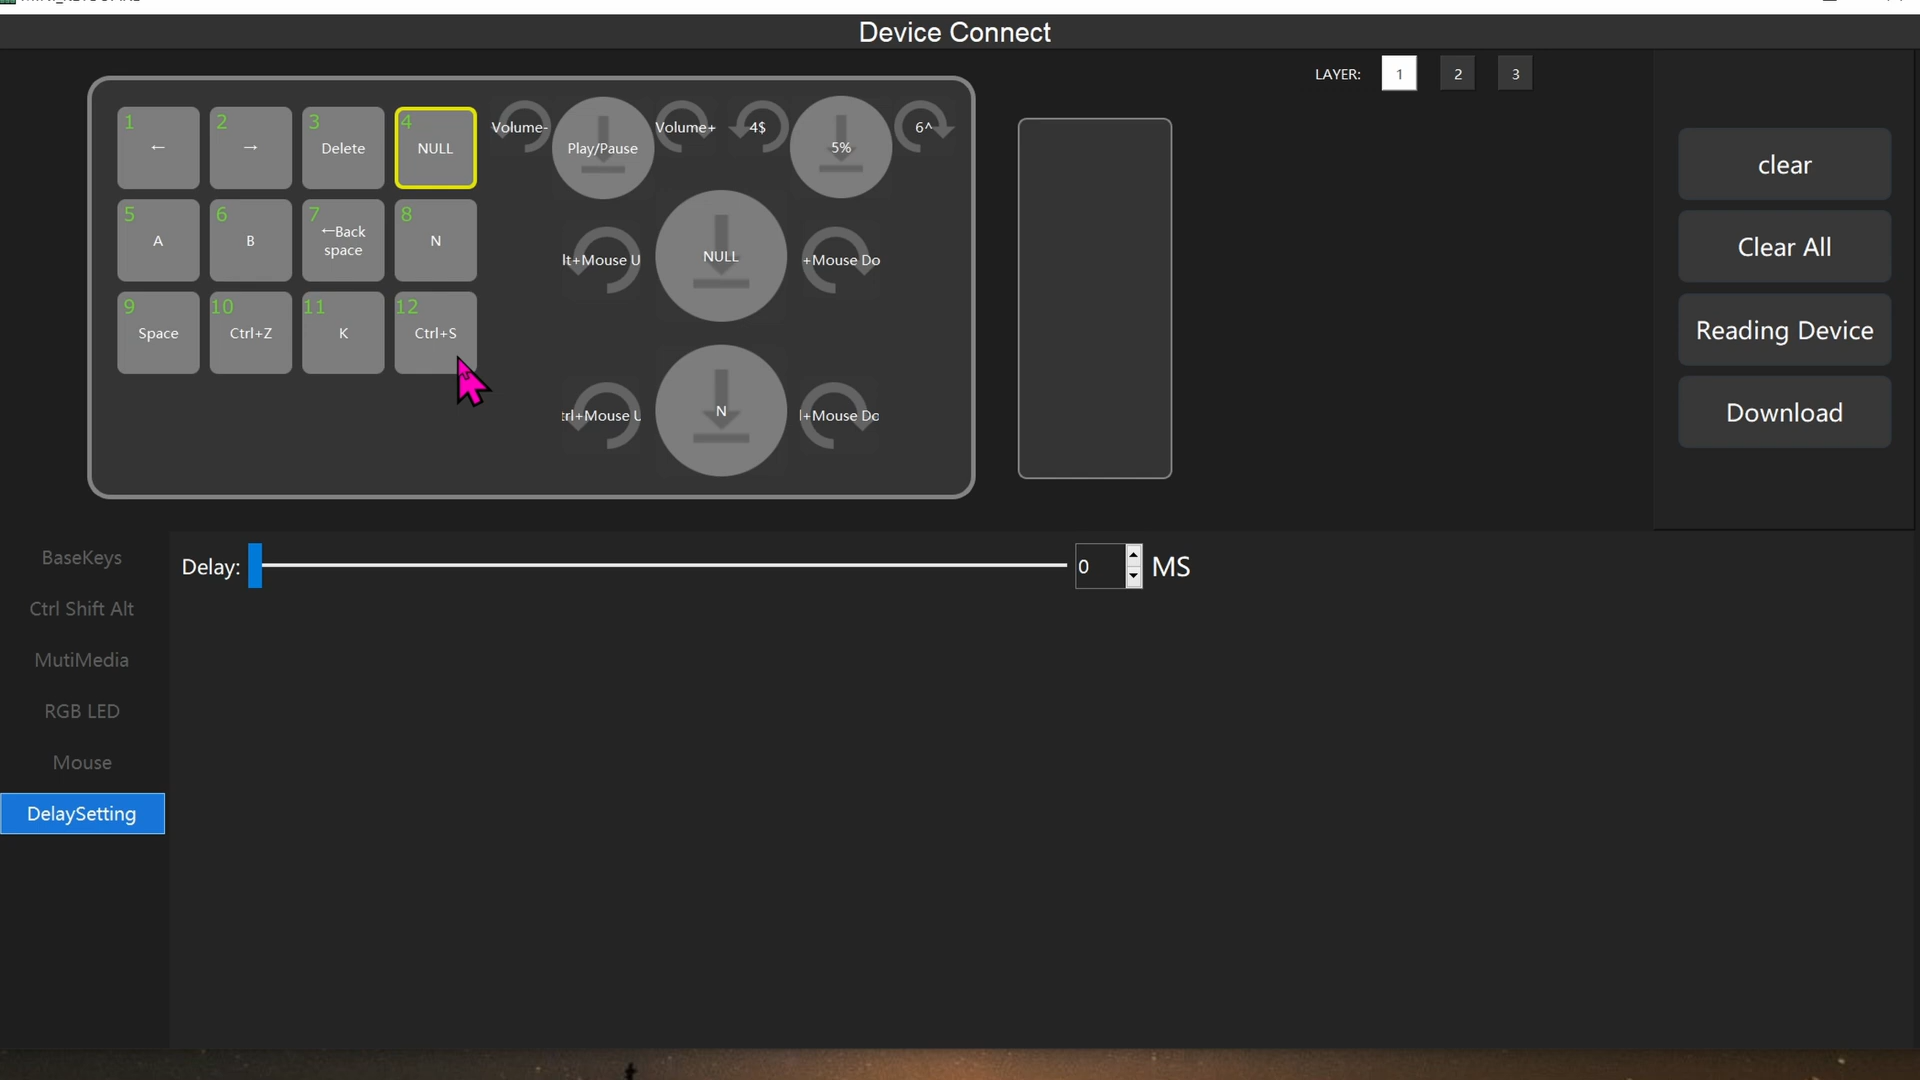 Device Connect
LAYER: 1 2 3
1 ←
2 →
3 Delete
4 NULL
Volume-
Play/Pause
Volume+
4$
5%
6^
5 A
6 B
7 ←Back
space
8 N
lt+Mouse U
NULL
+Mouse Do
9 Space
10 Ctrl+Z
11 K
12 Ctrl+S
trl+Mouse U
N
l+Mouse Do
clear
Clear All
Reading Device
Download
BaseKeys
Ctrl Shift Alt
MutiMedia
RGB LED
Mouse
DelaySetting
Delay: 0 MS